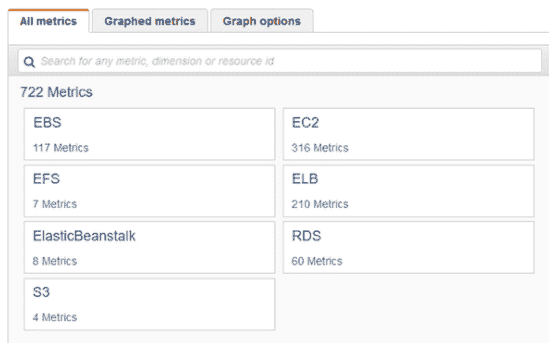 All metrics
Graphed metrics
Graph options
Search for any metric, dimension or resource id
722 Metrics
EBS
117 Metrics
EC2
316 Metrics
EFS
7 Metrics
ELB
210 Metrics
ElasticBeanstalk
8 Metrics
RDS
60 Metrics
S3
4 Metrics